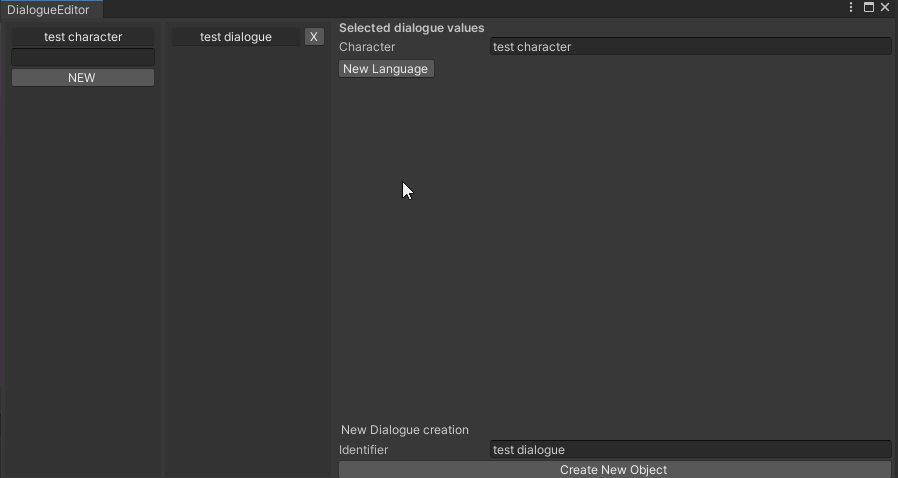 DialogueEditor
test character
NEW
test dialogue X
Selected dialogue values
Character test character
New Language
New Dialogue creation
Identifier test dialogue
Create New Object